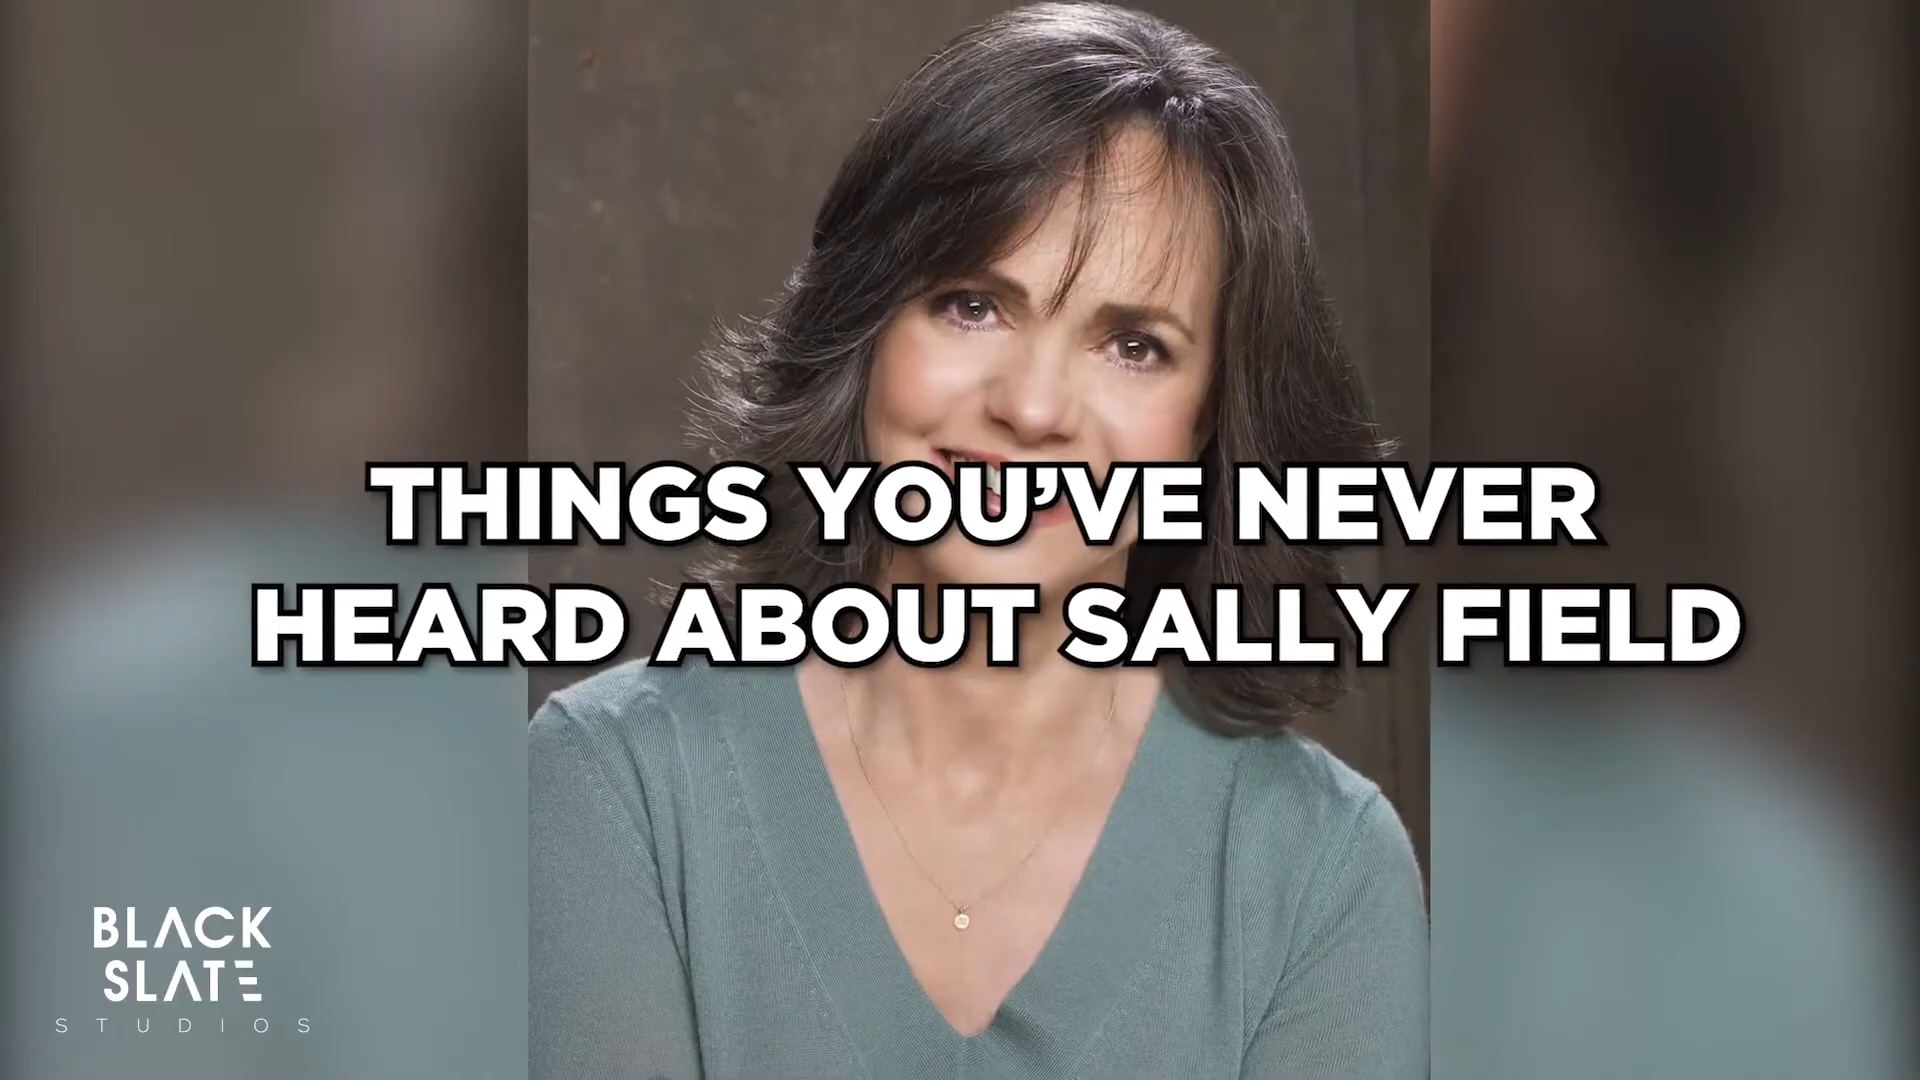 THINGS YOU’VE NEVER
HEARD ABOUT SALLY FIELD
BLACK
SLATE
STUDIOS